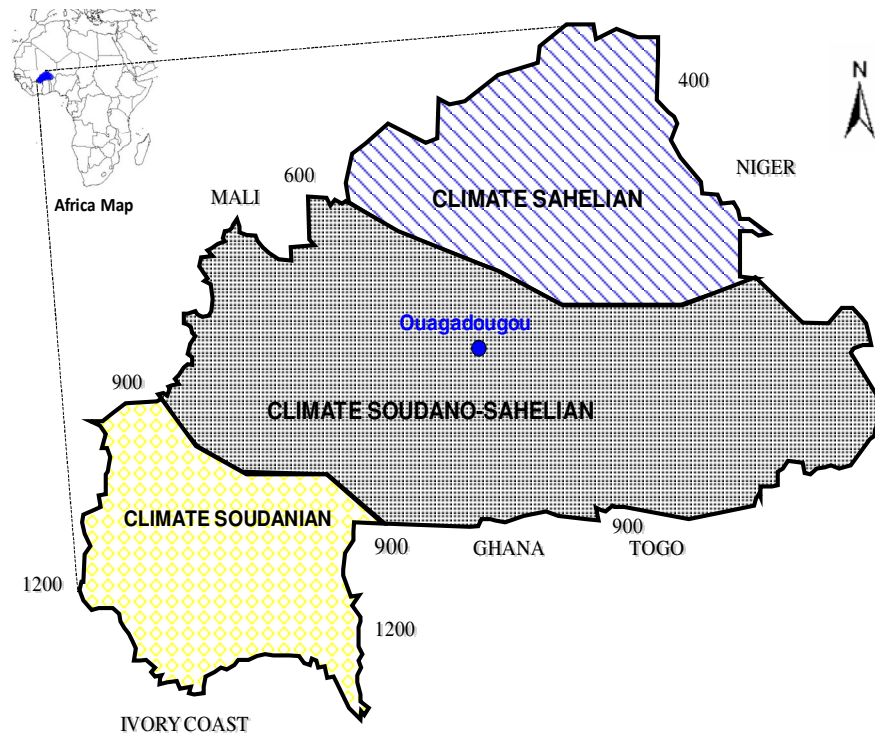 N
400
NIGER
Africa Map
600
MALI
CLIMATE SAHELIAN
Ouagadougou
900
CLIMATE SOUDANO-SAHELIAN
CLIMATE SOUDANIAN
900
GHANA
900
TOGO
1200
1200
IVORY COAST